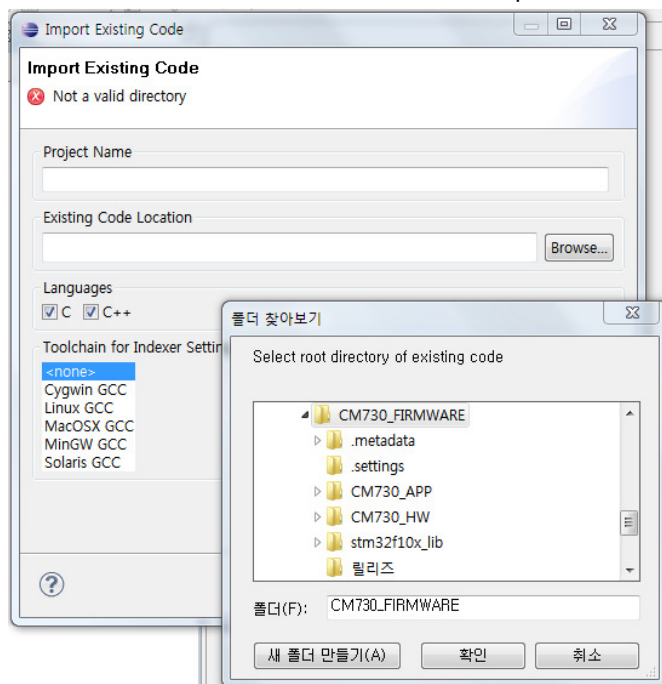 Import Existing Code
Import Existing Code
Not a valid directory
Project Name
Existing Code Location
Browse...
Languages
C C++
Toolchain for Indexer Settin
<none>
Cygwin GCC
Linux GCC
MacOSX GCC
MinGW GCC
Solaris GCC
폴더 찾아보기
Select root directory of existing code
CM730_FIRMWARE
.metadata
.settings
CM730_APP
CM730_HW
stm32f10x_lib
릴리즈
폴더(F): CM730_FIRMWARE
새 폴더 만들기(A) 확인 취소